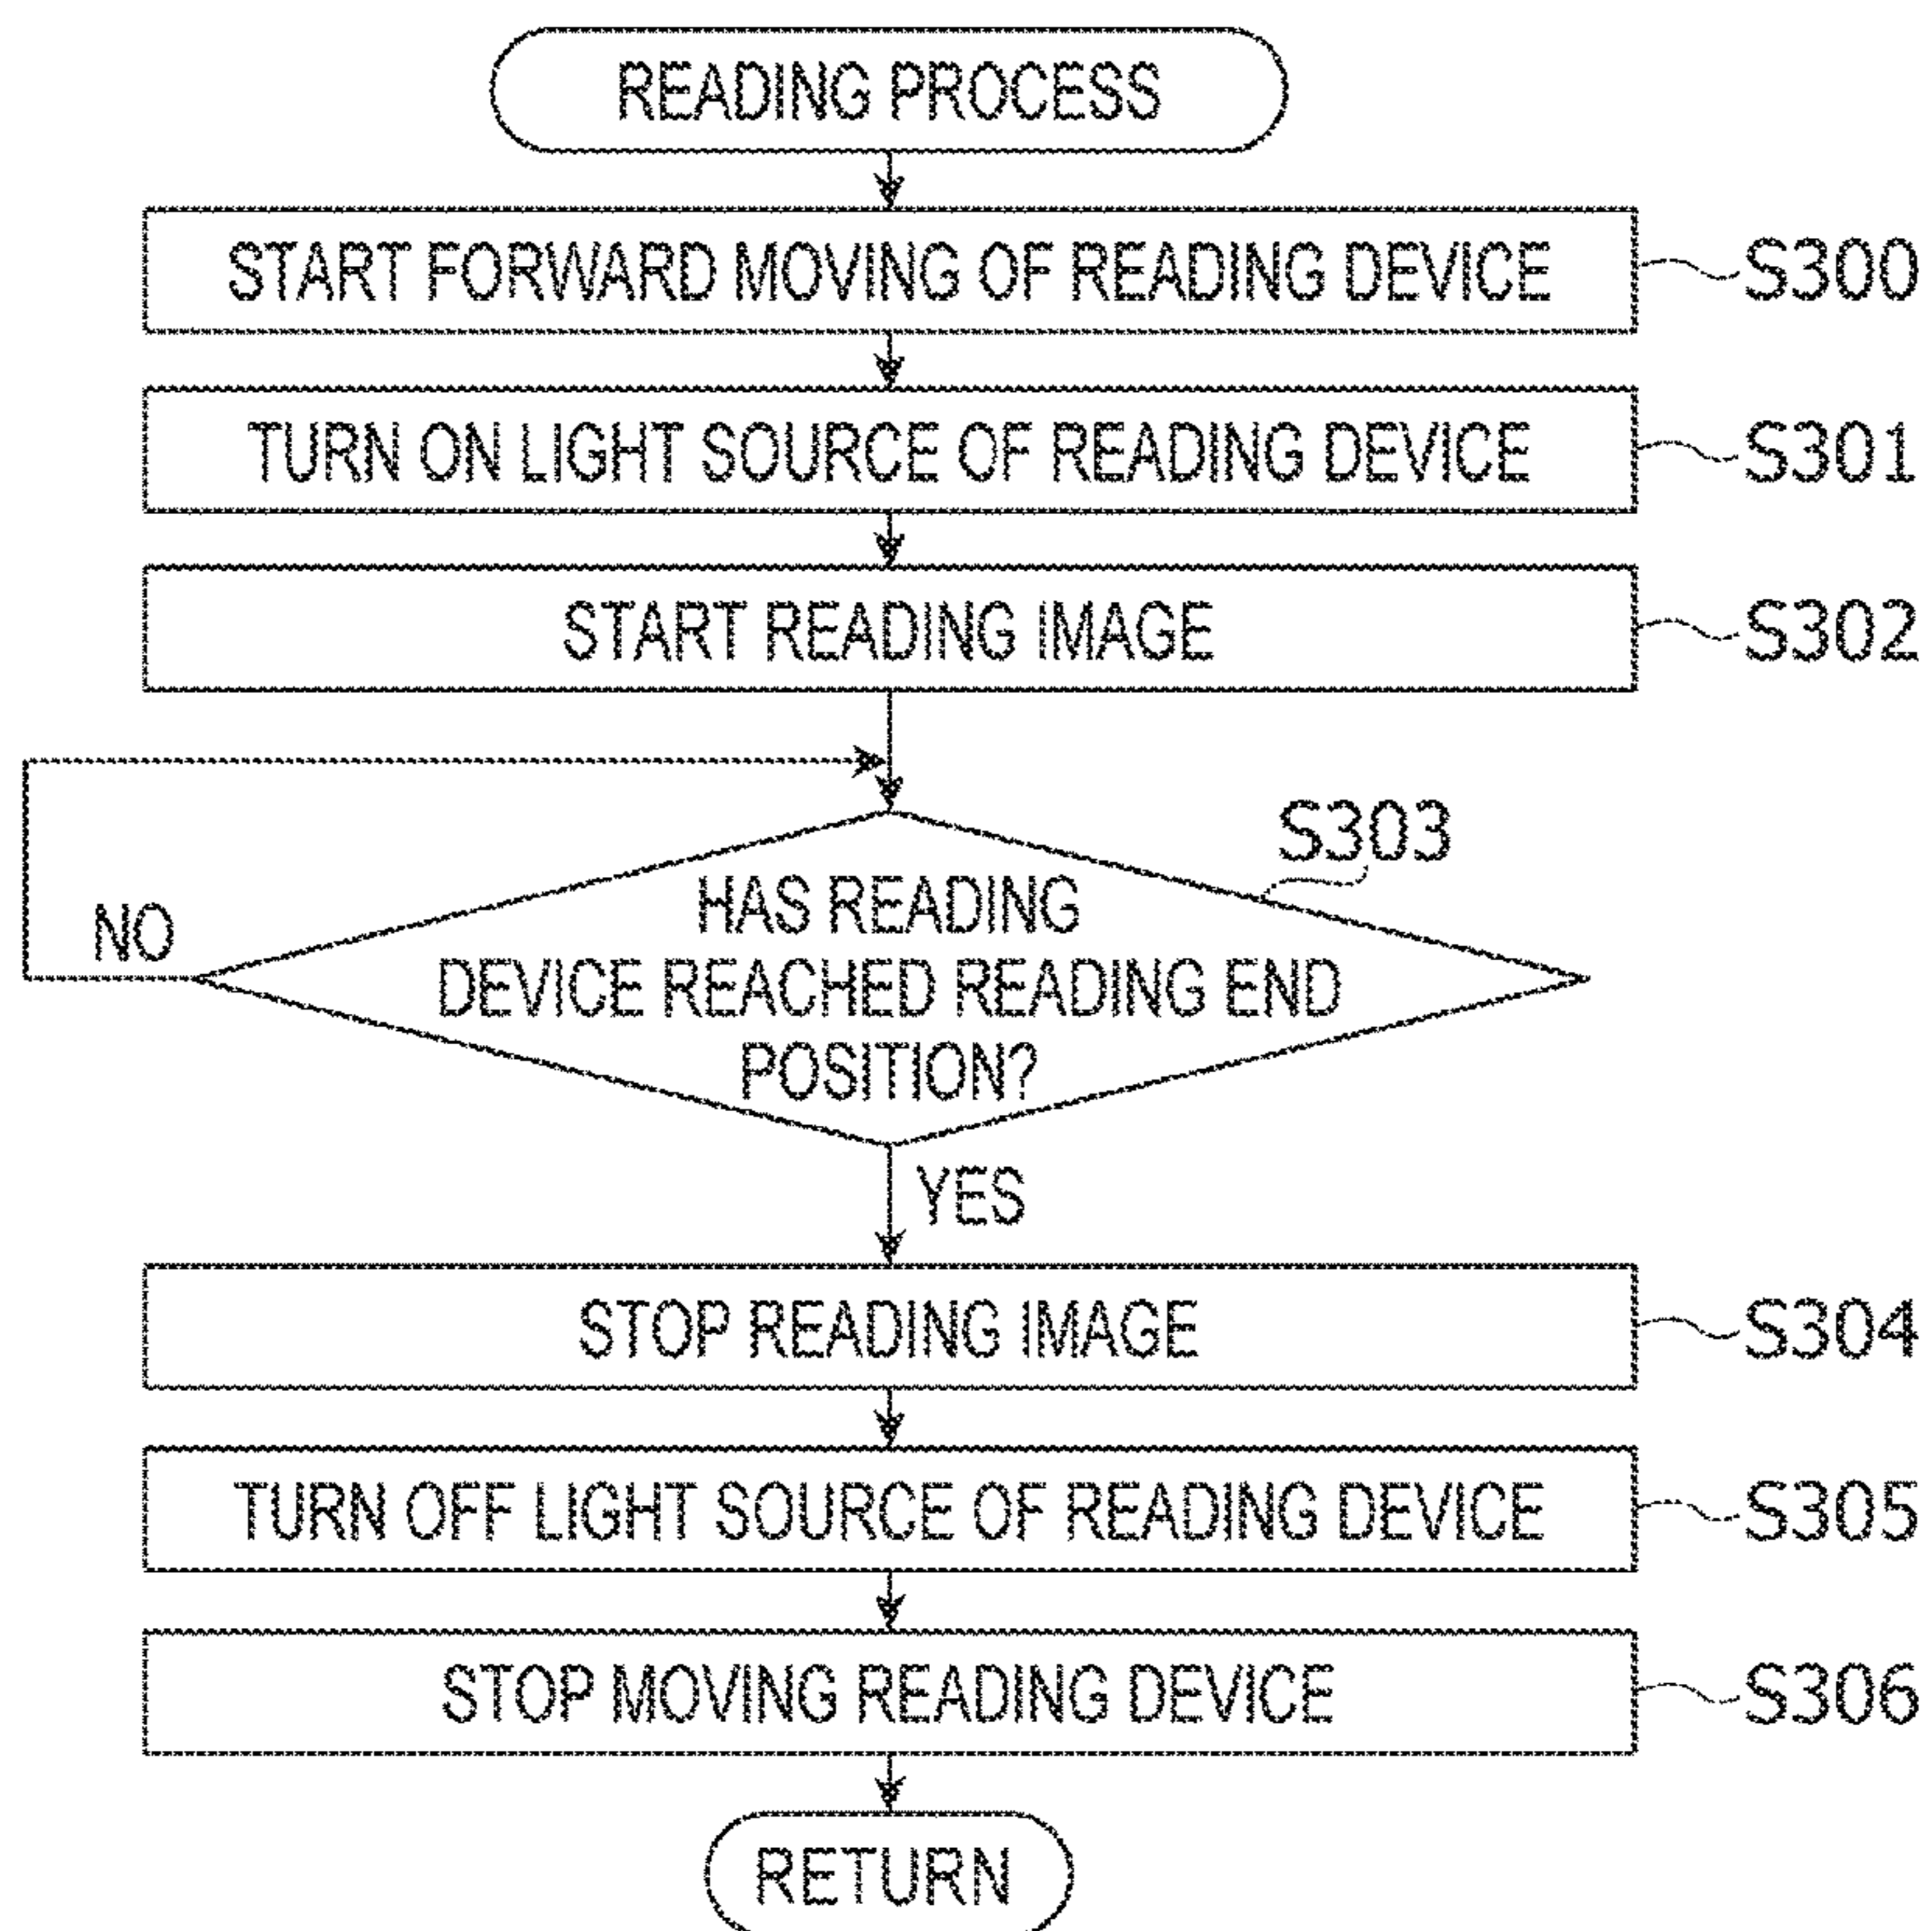 READING PROCESS
START FORWARD MOVING OF READING DEVICE
S300
TURN ON LIGHT SOURCE OF READING DEVICE
S301
START READING IMAGE
S302
S303
HAS READING
DEVICE REACHED READING END
POSITION?
NO
YES
STOP READING IMAGE
S304
TURN OFF LIGHT SOURCE OF READING DEVICE
S305
STOP MOVING READING DEVICE
S306
RETURN